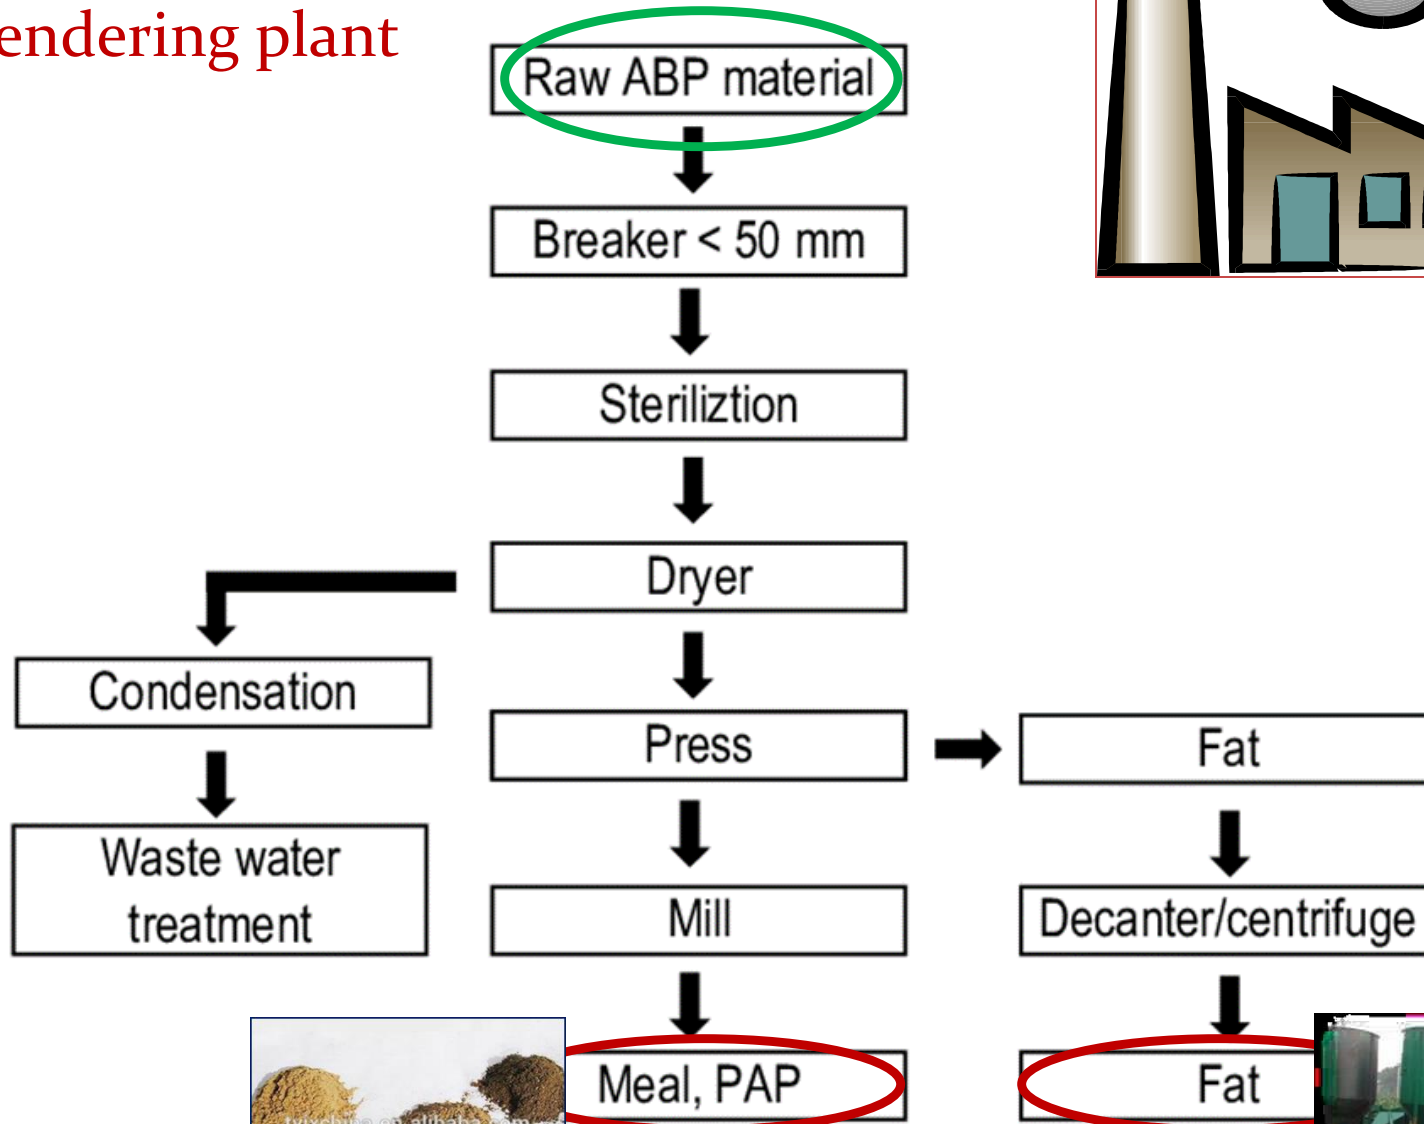 endering plant
Raw ABP material
Breaker < 50 mm
Steriliztion
Dryer
Condensation
Press
Fat
Waste water
treatment
Mill
Decanter/centrifuge
Meal, PAP
Fat